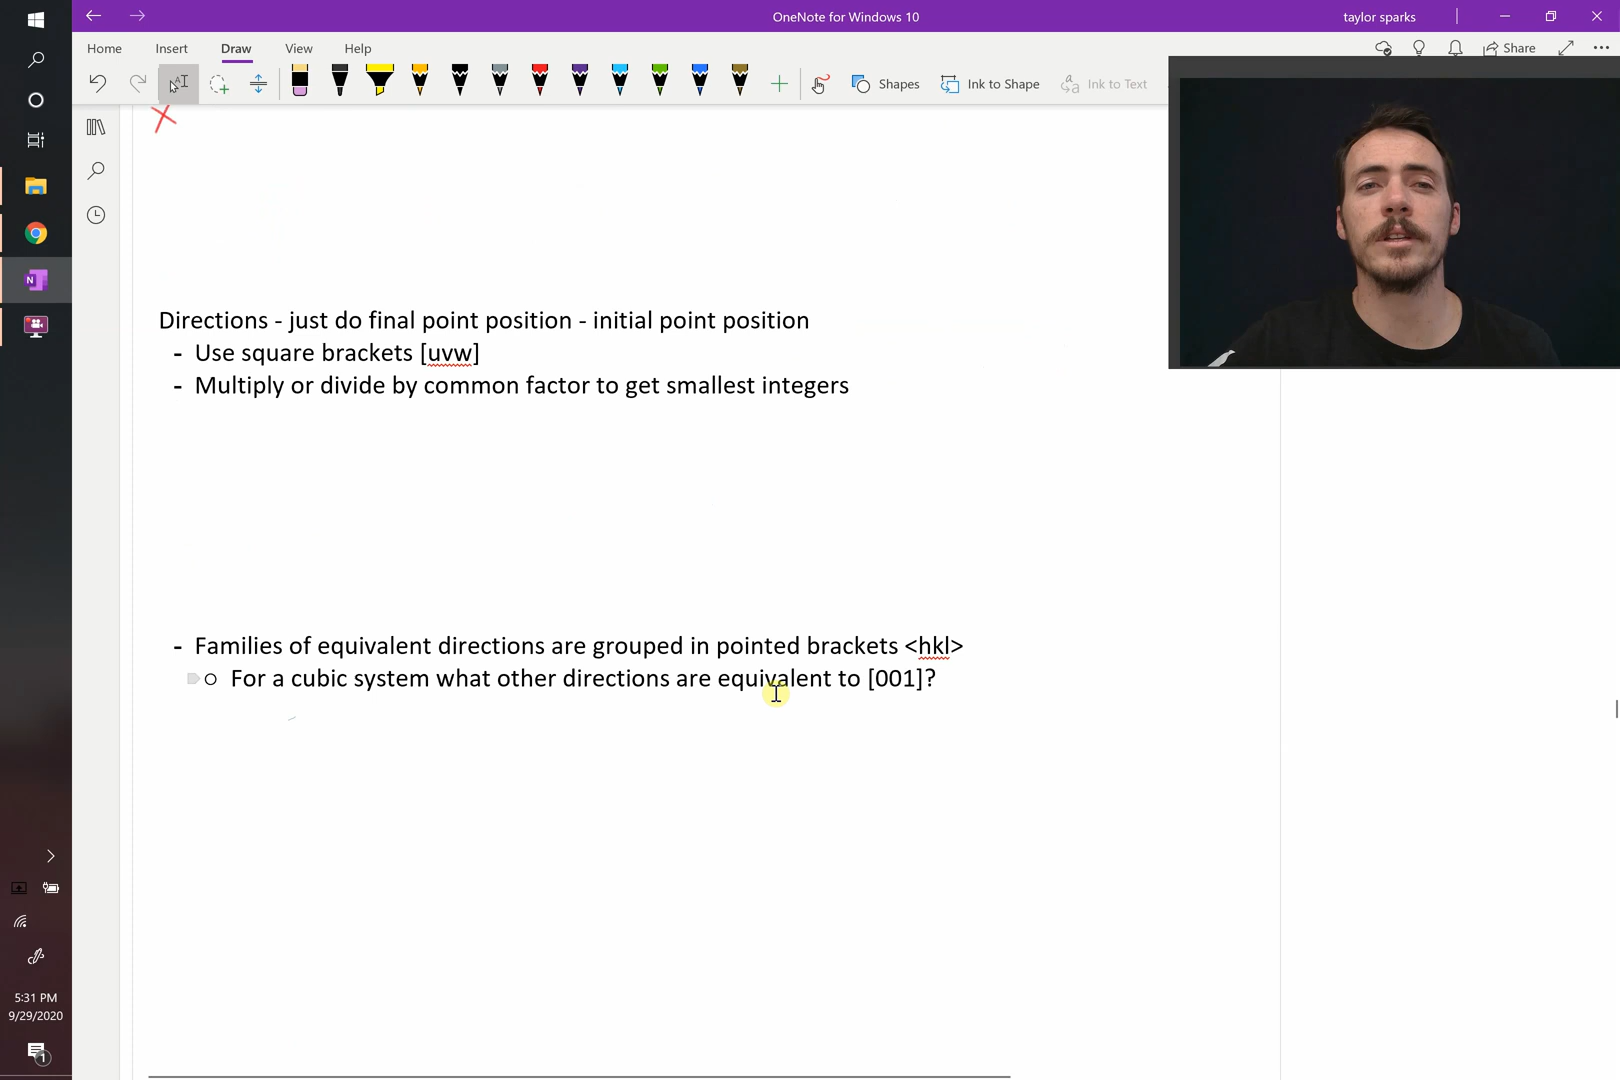 OneNote for Windows 10
taylor sparks
Home
Insert
Draw
View
Help
Share
Shapes
Ink to Shape
Ink to Text
Directions - just do final point position - initial point position
- Use square brackets [uvw]
- Multiply or divide by common factor to get smallest integers
- Families of equivalent directions are grouped in pointed brackets <hkl>
o For a cubic system what other directions are equivalent to [001]?
5:31 PM
9/29/2020
1